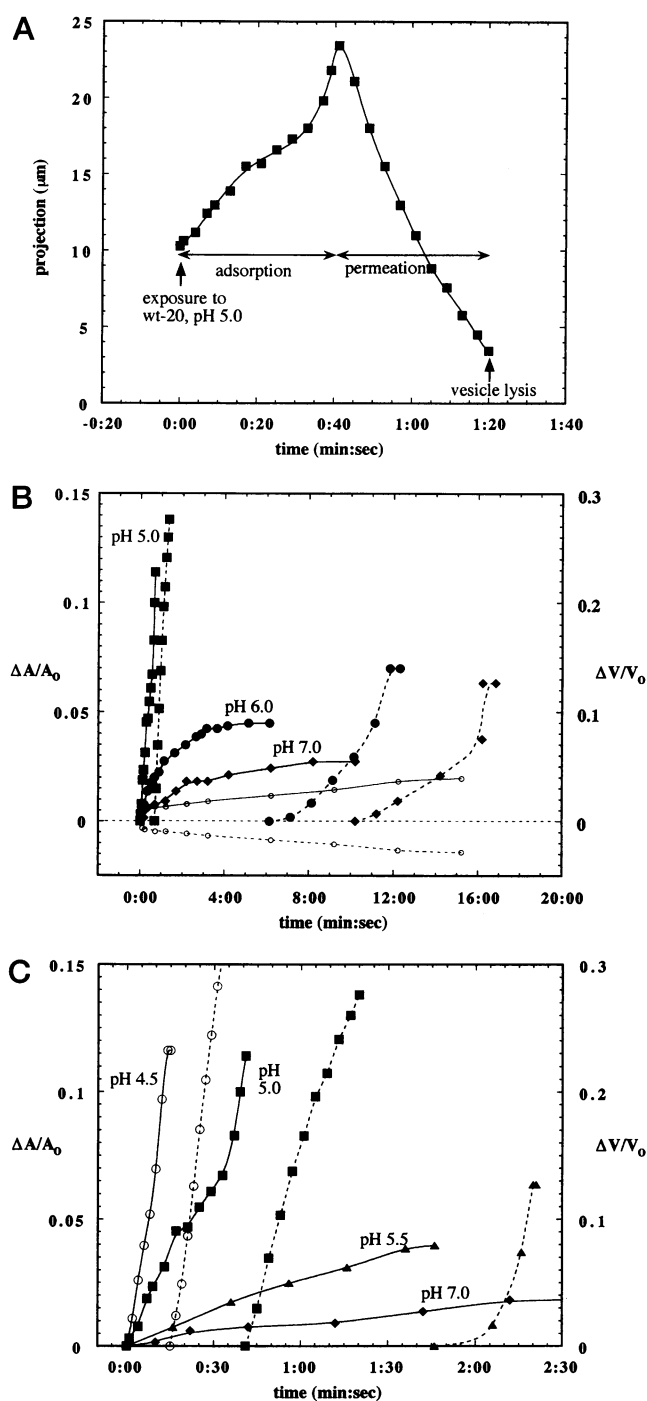 A
25
20
15
10
5
0
projection (μm)
adsorption
permeation
exposure to
wt-20, pH 5.0
vesicle lysis
-0:20 0:00 0:20 0:40 1:00 1:20 1:40
time (min:sec)
B
0.15
0.1
0.05
0
ΔA/Ao
pH 5.0
pH 6.0
pH 7.0
0.3
0.2
0.1
0
ΔV/Vo
0:00 4:00 8:00 12:00 16:00 20:00
time (min:sec)
C
0.15
0.1
0.05
0
ΔA/Ao
pH 4.5
pH
5.0
pH 5.5
pH 7.0
0.3
0.2
0.1
0
ΔV/Vo
0:00 0:30 1:00 1:30 2:00 2:30
time (min:sec)